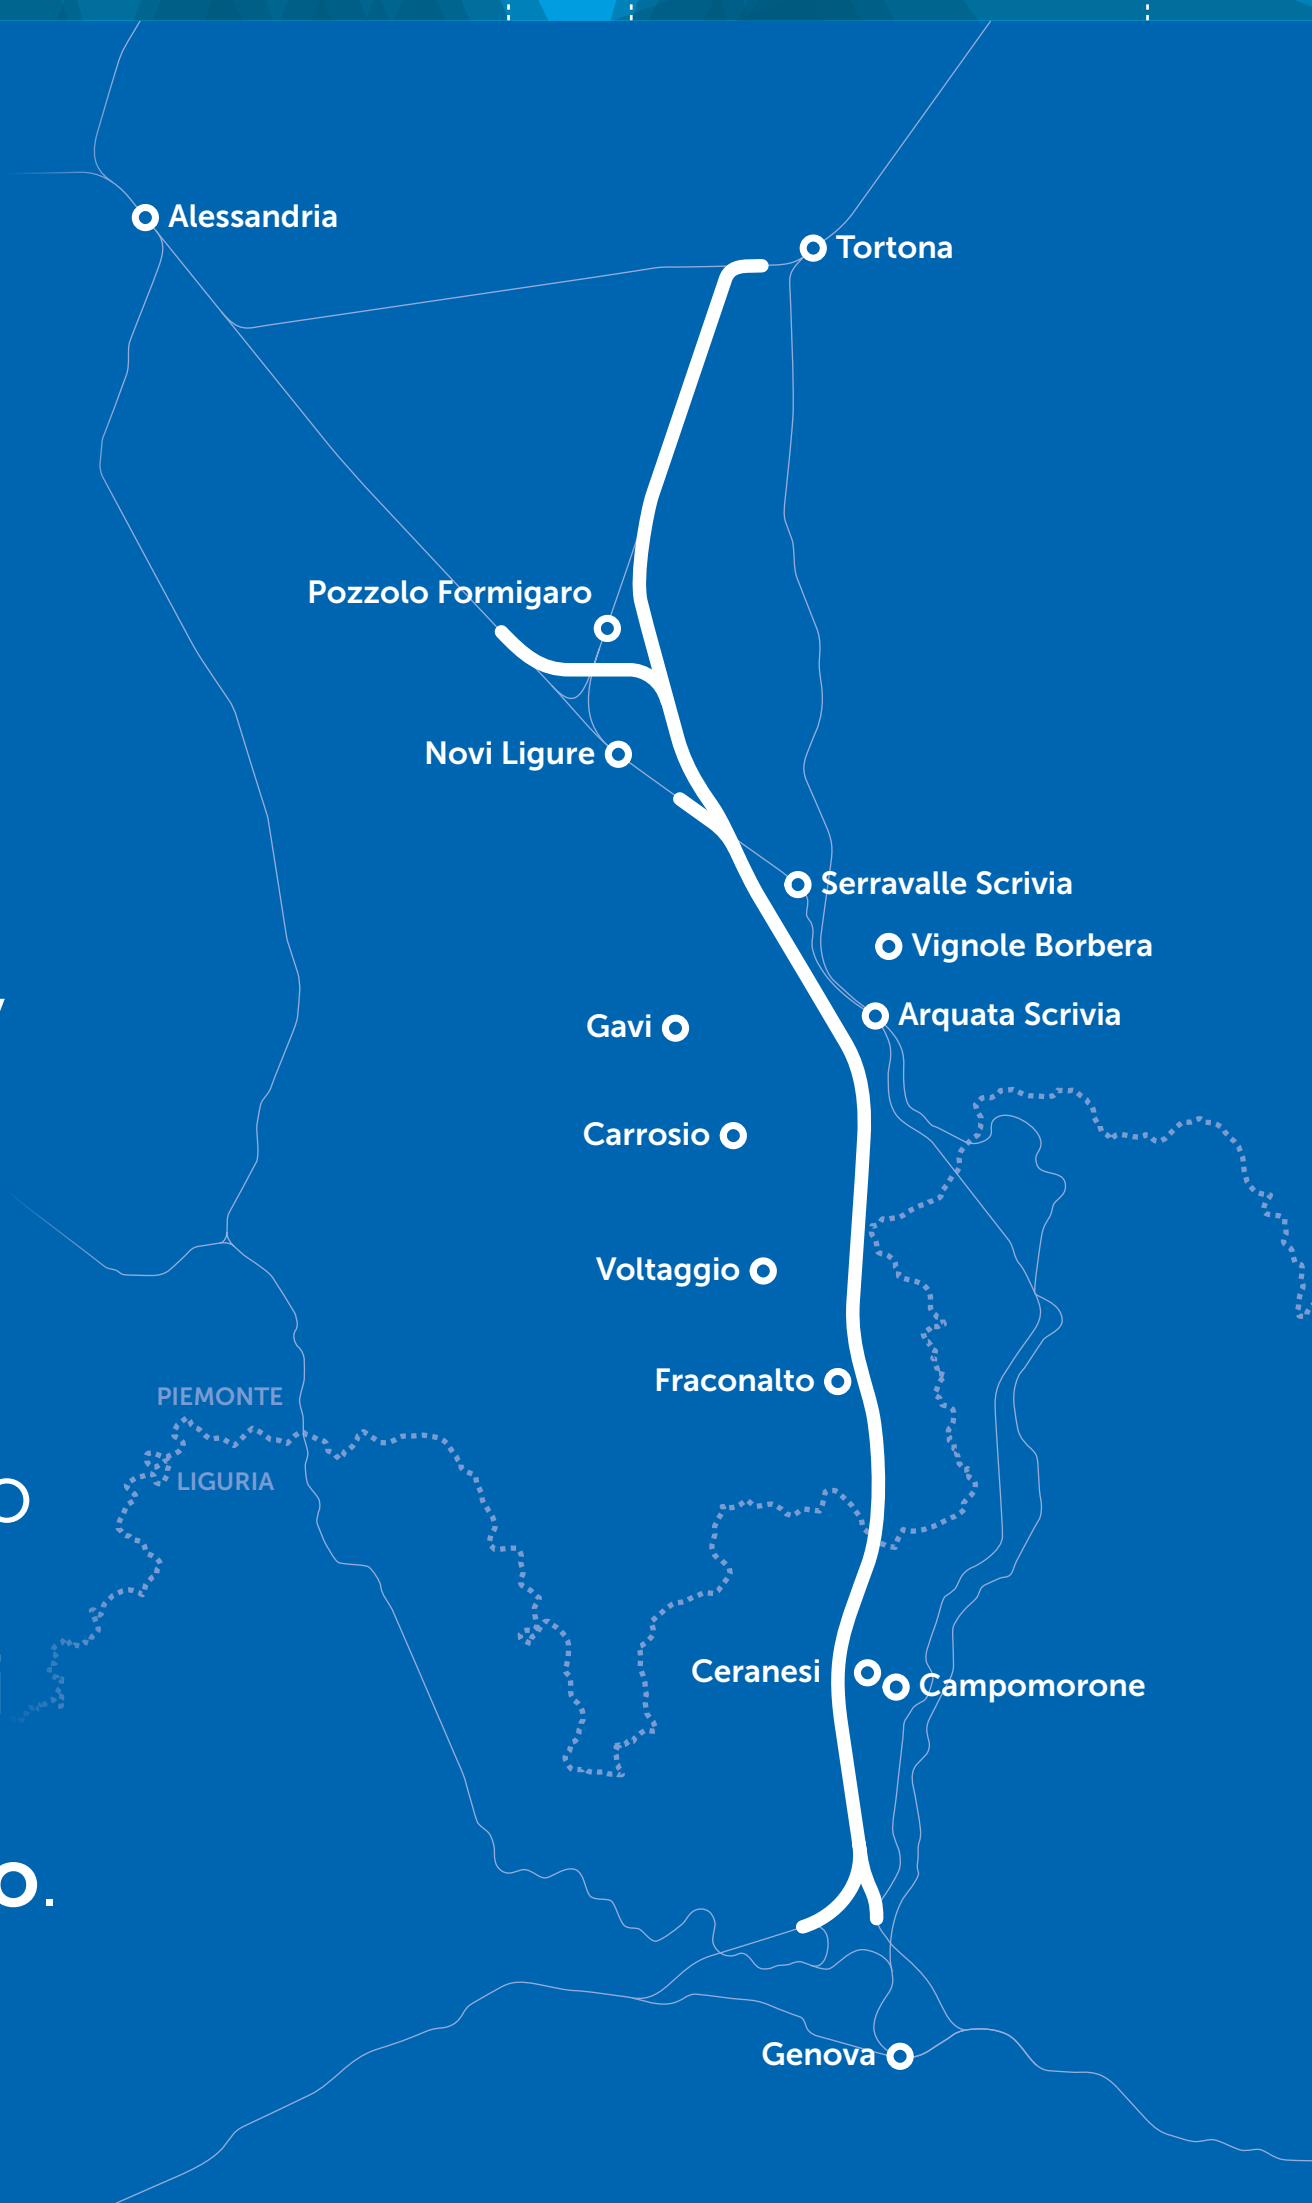 Alessandria
Tortona
Pozzolo Formigaro
Novi Ligure
Serravalle Scrivia
Vignole Borbera
Arquata Scrivia
Gavi
Carrosio
Voltaggio
Fraconalto
PIEMONTE
LIGURIA
Ceranesi
Campomorone
o.
Genova